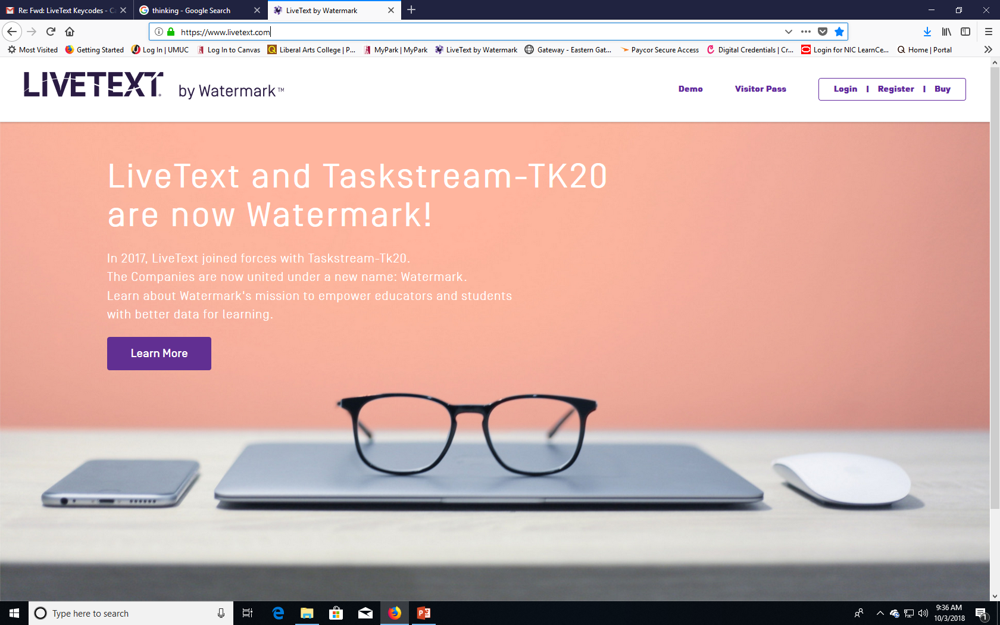 Re: Fwd: LiveText Keycodes - Ca
thinking - Google Search
LiveText by Watermark
https://www.livetext.com
Most Visited
Getting Started
Log In | UMUC
Log In to Canvas
Liberal Arts College | P...
MyPark | MyPark
LiveText by Watermark
Gateway - Eastern Gat...
Paycor Secure Access
Digital Credentials | Cr...
Login for NIC LearnCe...
Home | Portal
LIVETEXT® by Watermark™
Demo
Visitor Pass
Login | Register | Buy
LiveText and Taskstream-TK20
are now Watermark!
In 2017, LiveText joined forces with Taskstream-Tk20.
The Companies are now united under a new name: Watermark.
Learn about Watermark's mission to empower educators and students
with better data for learning.
Learn More
Type here to search
9:36 AM
10/3/2018
1